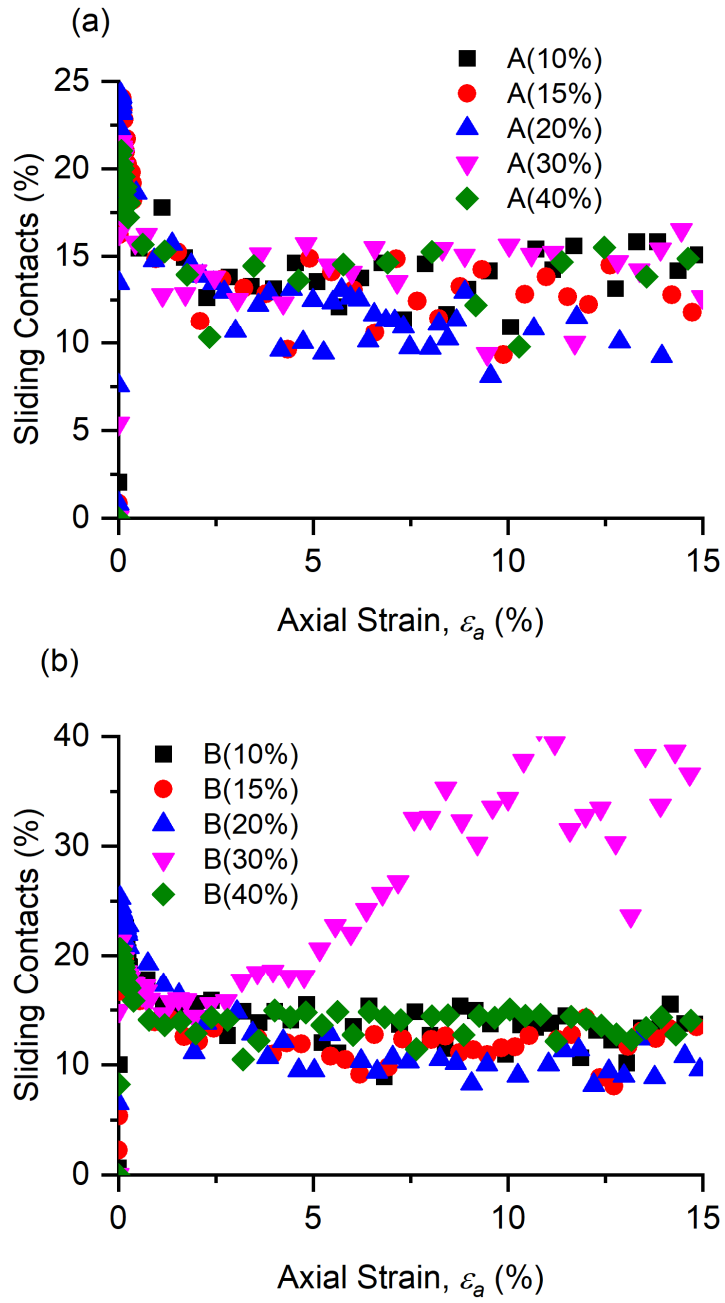 (a)
A(10%)
A(15%)
A(20%)
A(30%)
A(40%)
25
20
15
10
5
0
Sliding Contacts (%)
0 5 10 15
Axial Strain, εa (%)
(b)
B(10%)
B(15%)
B(20%)
B(30%)
B(40%)
40
30
20
10
0
Sliding Contacts (%)
0 5 10 15
Axial Strain, εa (%)